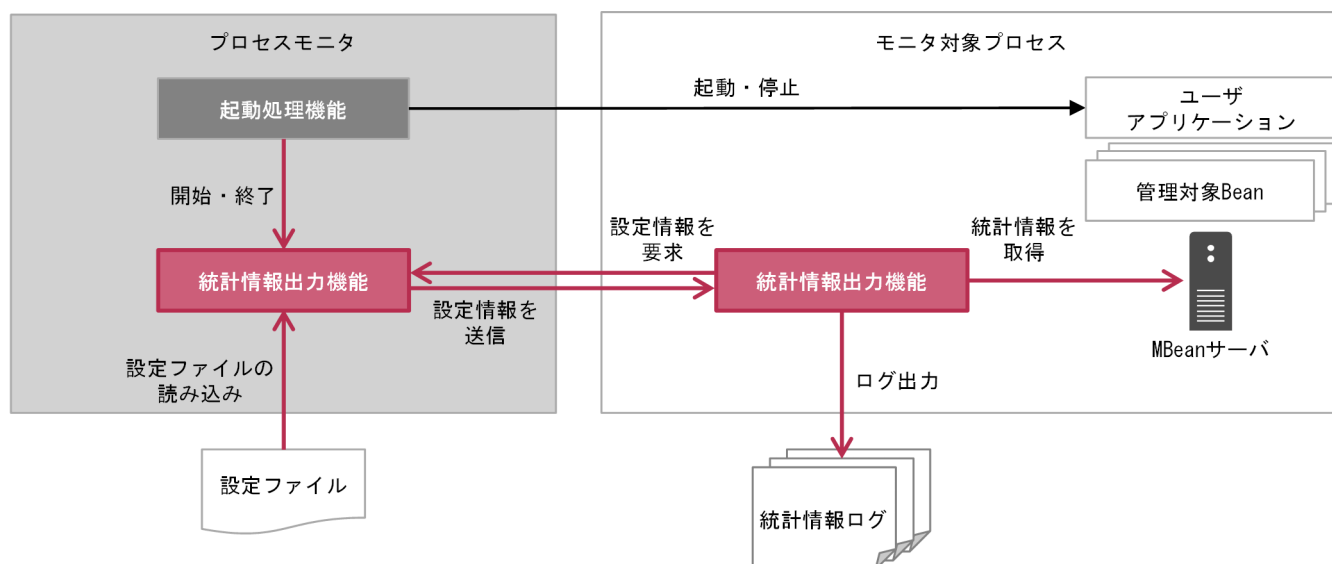 プロセスモニタ
モニタ対象プロセス
起動処理機能
起動・停止
ユーザ
アプリケーション
管理対象Bean
開始・終了
設定情報を
要求
統計情報を
取得
統計情報出力機能
統計情報出力機能
設定情報を
送信
MBeanサーバ
設定ファイルの
読み込み
ログ出力
設定ファイル
統計情報ログ